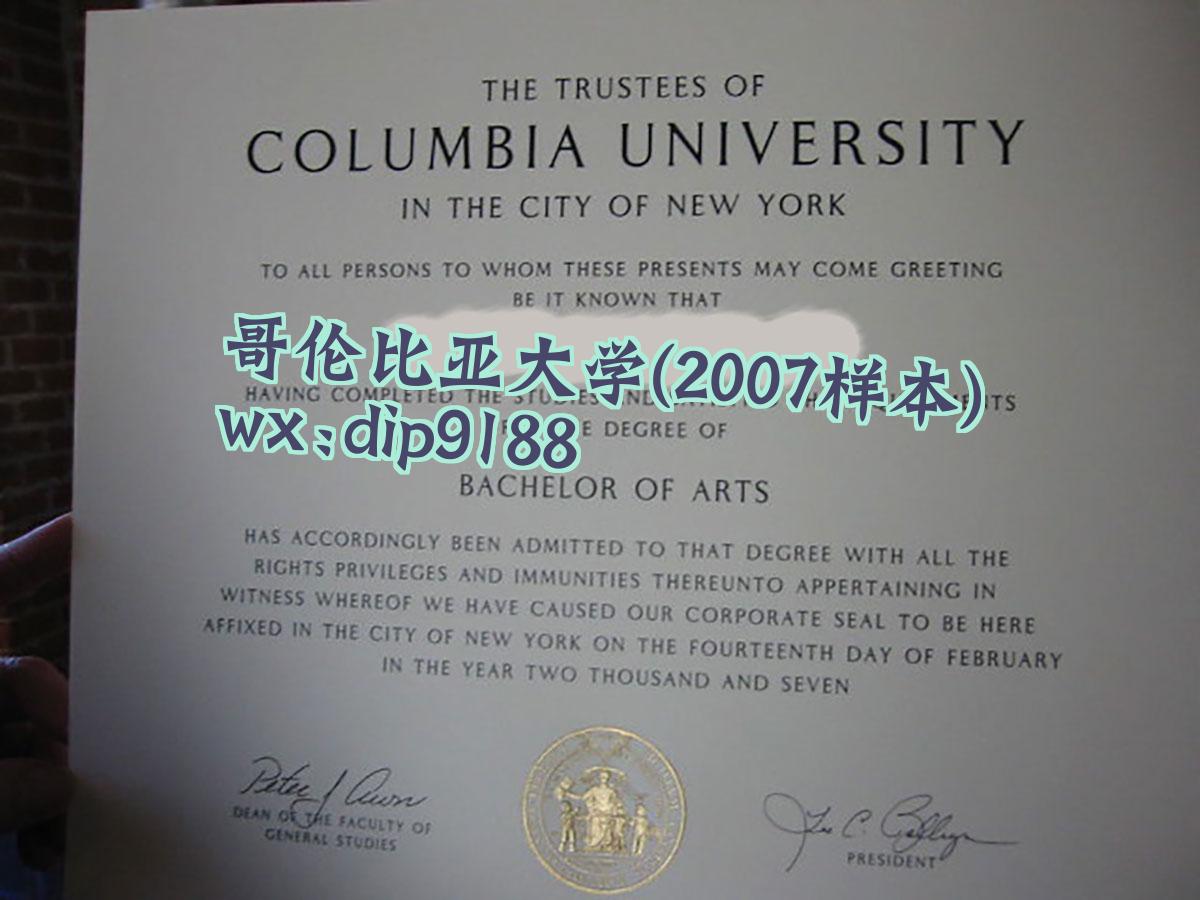 THE TRUSTEES OF
COLUMBIA UNIVERSITY
IN THE CITY OF NEW YORK
TO ALL PERSONS TO WHOM THESE PRESENTS MAY COME GREETING
BE IT KNOWN THAT
哥伦比亚大学(2007样本)
HAVING COMPLETED THE STUDIES AND
wx:dip9188
DEGREE OF
BACHELOR OF ARTS
HAS ACCORDINGLY BEEN ADMITTED TO THAT DEGREE WITH ALL THE
RIGHTS PRIVILEGES AND IMMUNITIES THEREUNTO APPERTAINING IN
WITNESS WHEREOF WE HAVE CAUSED OUR CORPORATE SEAL TO BE HERE
AFFIXED IN THE CITY OF NEW YORK ON THE FOURTEENTH DAY OF FEBRUARY
IN THE YEAR TWO THOUSAND AND SEVEN
Peter J Awn
DEAN OF THE FACULTY OF
GENERAL STUDIES
PRESIDENT